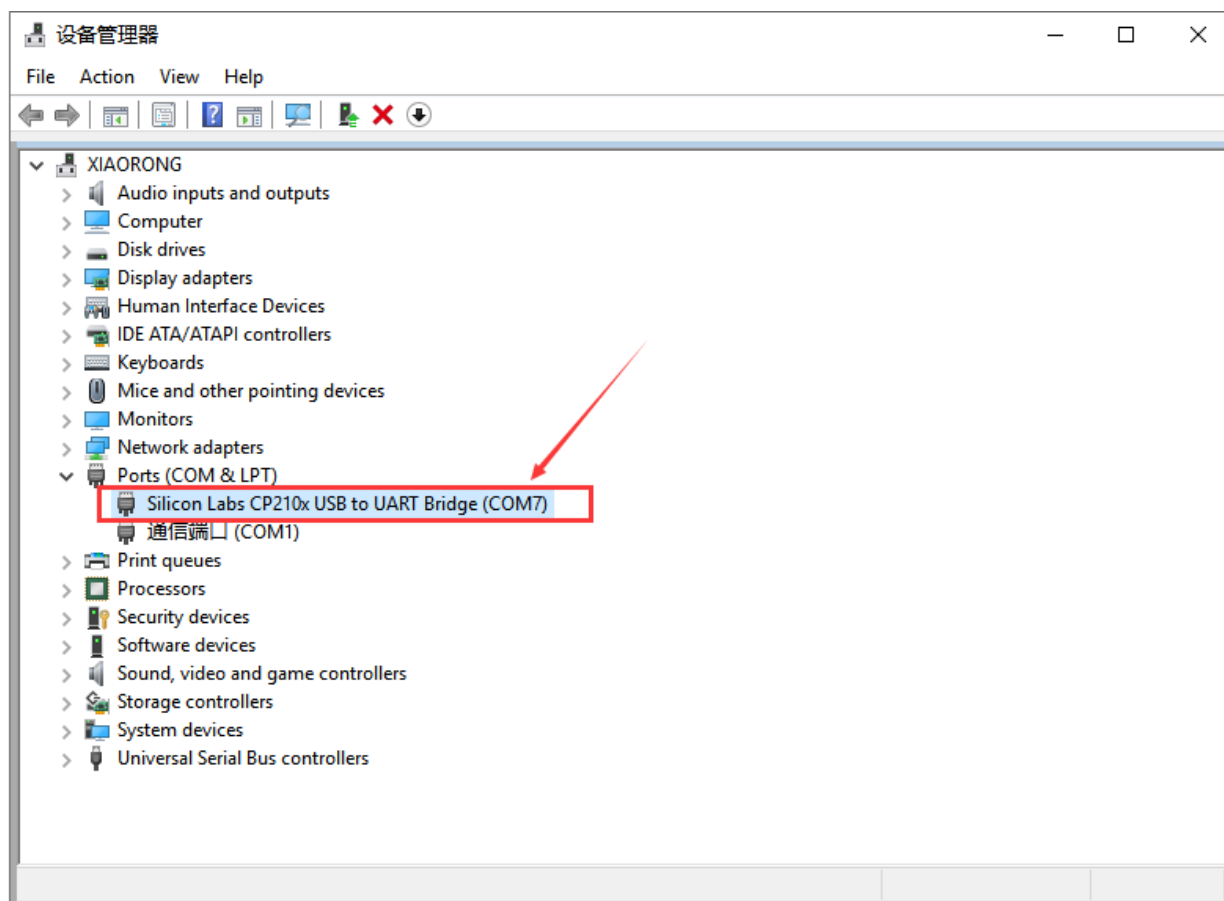 设备管理器
File Action View Help
XIAORONG
Audio inputs and outputs
Computer
Disk drives
Display adapters
Human Interface Devices
IDE ATA/ATAPI controllers
Keyboards
Mice and other pointing devices
Monitors
Network adapters
Ports (COM & LPT)
Silicon Labs CP210x USB to UART Bridge (COM7)
通信端口 (COM1)
Print queues
Processors
Security devices
Software devices
Sound, video and game controllers
Storage controllers
System devices
Universal Serial Bus controllers